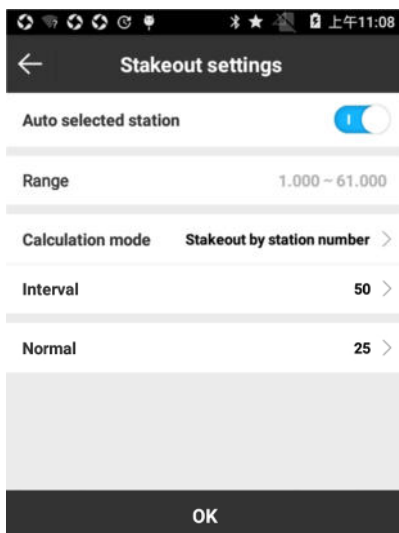 上午11:08
Stakeout settings
Auto selected station
Range 1.000 ~ 61.000
Calculation mode Stakeout by station number
Interval 50
Normal 25
OK